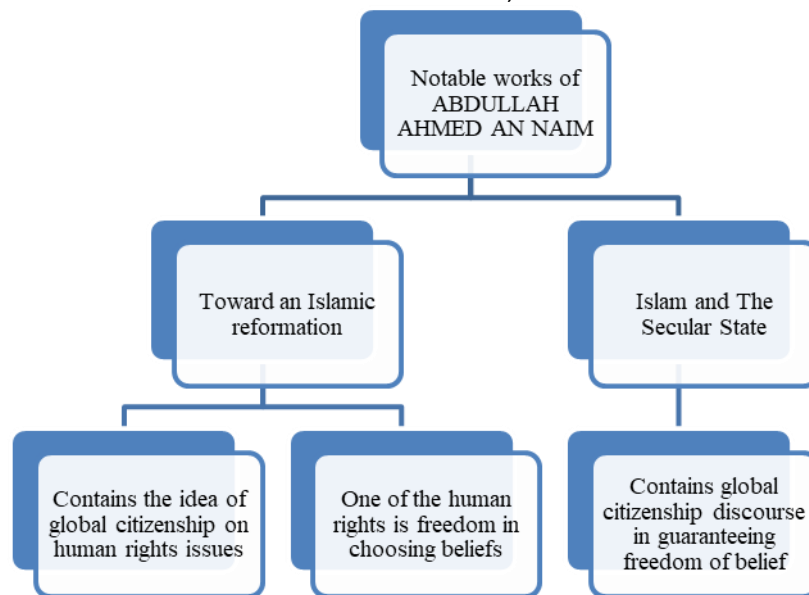 Notable works of
ABDULLAH
AHMED AN NAIM
Toward an Islamic
reformation
Islam and The
Secular State
Contains the idea of
global citizenship on
human rights issues
One of the human
rights is freedom in
choosing beliefs
Contains global
citizenship discourse
in guaranteeing
freedom of belief